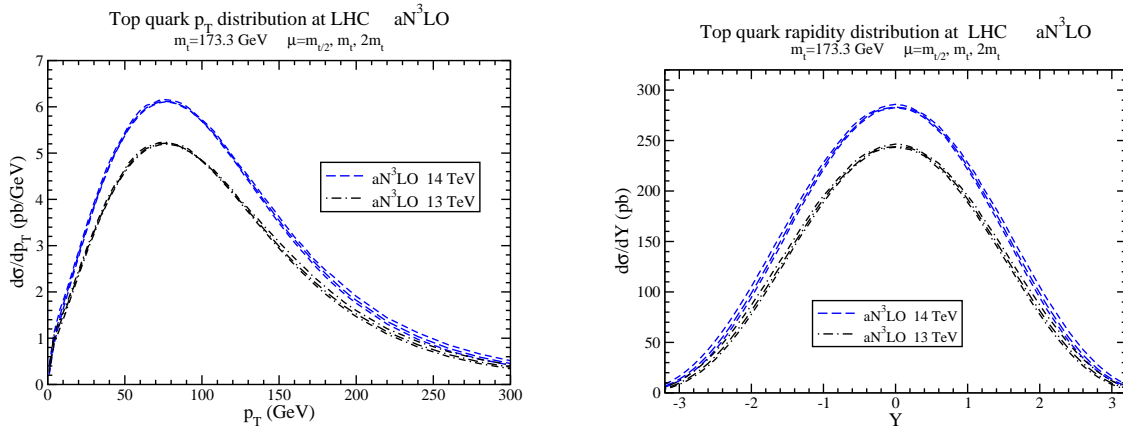 Top quark p_T distribution at LHC aN³LO
m_t=173.3 GeV μ=m_{t/2}, m_t, 2m_t
7
6
5
4
3
2
1
0
dσ/dp_T (pb/GeV)
aN³LO 14 TeV
aN³LO 13 TeV
0 50 100 150 200 250 300
p_T (GeV)
Top quark rapidity distribution at LHC aN³LO
m_t=173.3 GeV μ=m_{t/2}, m_t, 2m_t
300
250
200
150
100
50
0
dσ/dY (pb)
aN³LO 14 TeV
aN³LO 13 TeV
-3 -2 -1 0 1 2 3
Y